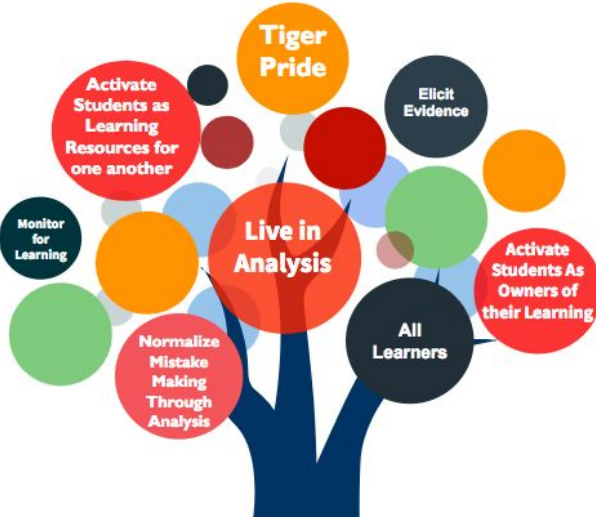 Tiger
Pride
Activate
Students as
Learning
Resources for
one another
Elicit
Evidence
Monitor
for
Learning
Live in
Analysis
Activate
Students As
Owners of
their Learning
All
Learners
Normalize
Mistake
Making
Through
Analysis